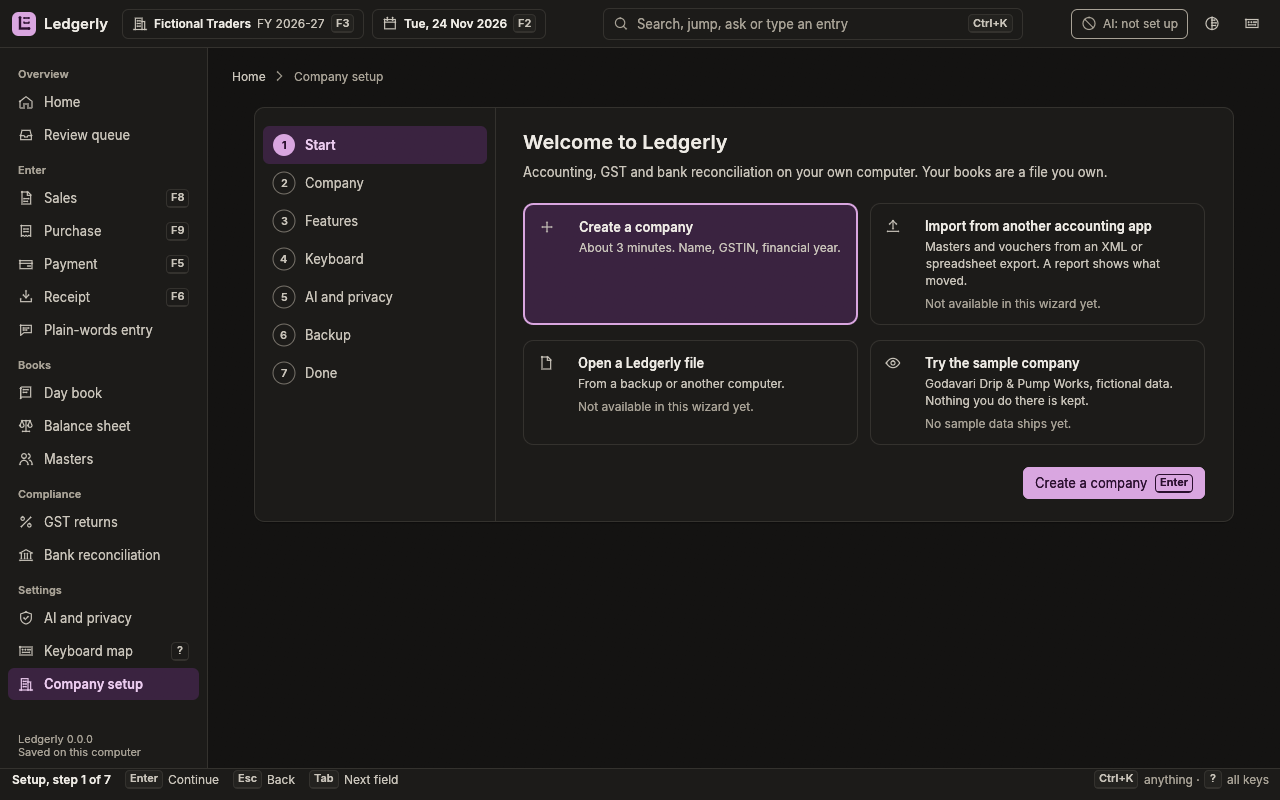 Ledgerly
Fictional Traders FY 2026-27 F3
Tue, 24 Nov 2026 F2
Search, jump, ask or type an entry Ctrl+K
AI: not set up
Overview
Home
Review queue
Enter
Sales F8
Purchase F9
Payment F5
Receipt F6
Plain-words entry
Books
Day book
Balance sheet
Masters
Compliance
GST returns
Bank reconciliation
Settings
AI and privacy
Keyboard map ?
Company setup
Ledgerly 0.0.0
Saved on this computer
Home > Company setup
1 Start
2 Company
3 Features
4 Keyboard
5 AI and privacy
6 Backup
7 Done
Welcome to Ledgerly
Accounting, GST and bank reconciliation on your own computer. Your books are a file you own.
Create a company
About 3 minutes. Name, GSTIN, financial year.
Import from another accounting app
Masters and vouchers from an XML or
spreadsheet export. A report shows what
moved.
Not available in this wizard yet.
Open a Ledgerly file
From a backup or another computer.
Not available in this wizard yet.
Try the sample company
Godavari Drip & Pump Works, fictional data.
Nothing you do there is kept.
No sample data ships yet.
Create a company Enter
Setup, step 1 of 7 Enter Continue Esc Back Tab Next field
Ctrl+K anything · ? all keys